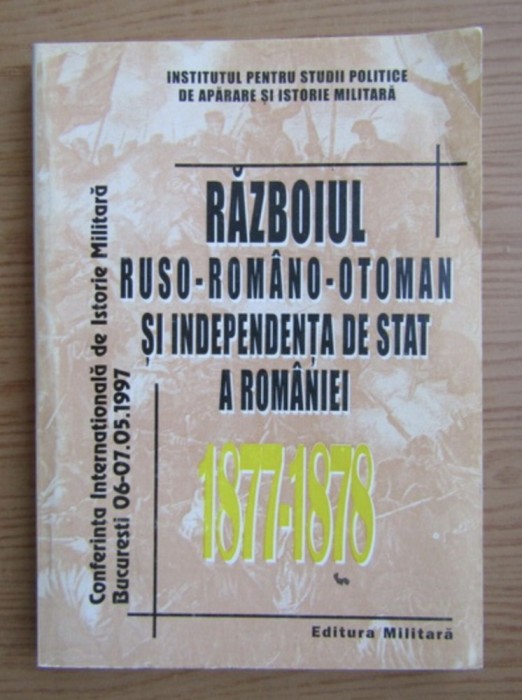 INSTITUTUL PENTRU STUDII POLITICE
DE APĂRARE ȘI ISTORIE MILITARĂ
RĂZBOIUL
RUSO-ROMÂNO-OTOMAN
ȘI INDEPENDENȚA DE STAT
A ROMÂNIEI
1877-1878
Conferința Internațională de Istorie Militară
București 06-07.05.1997
Editura Militară